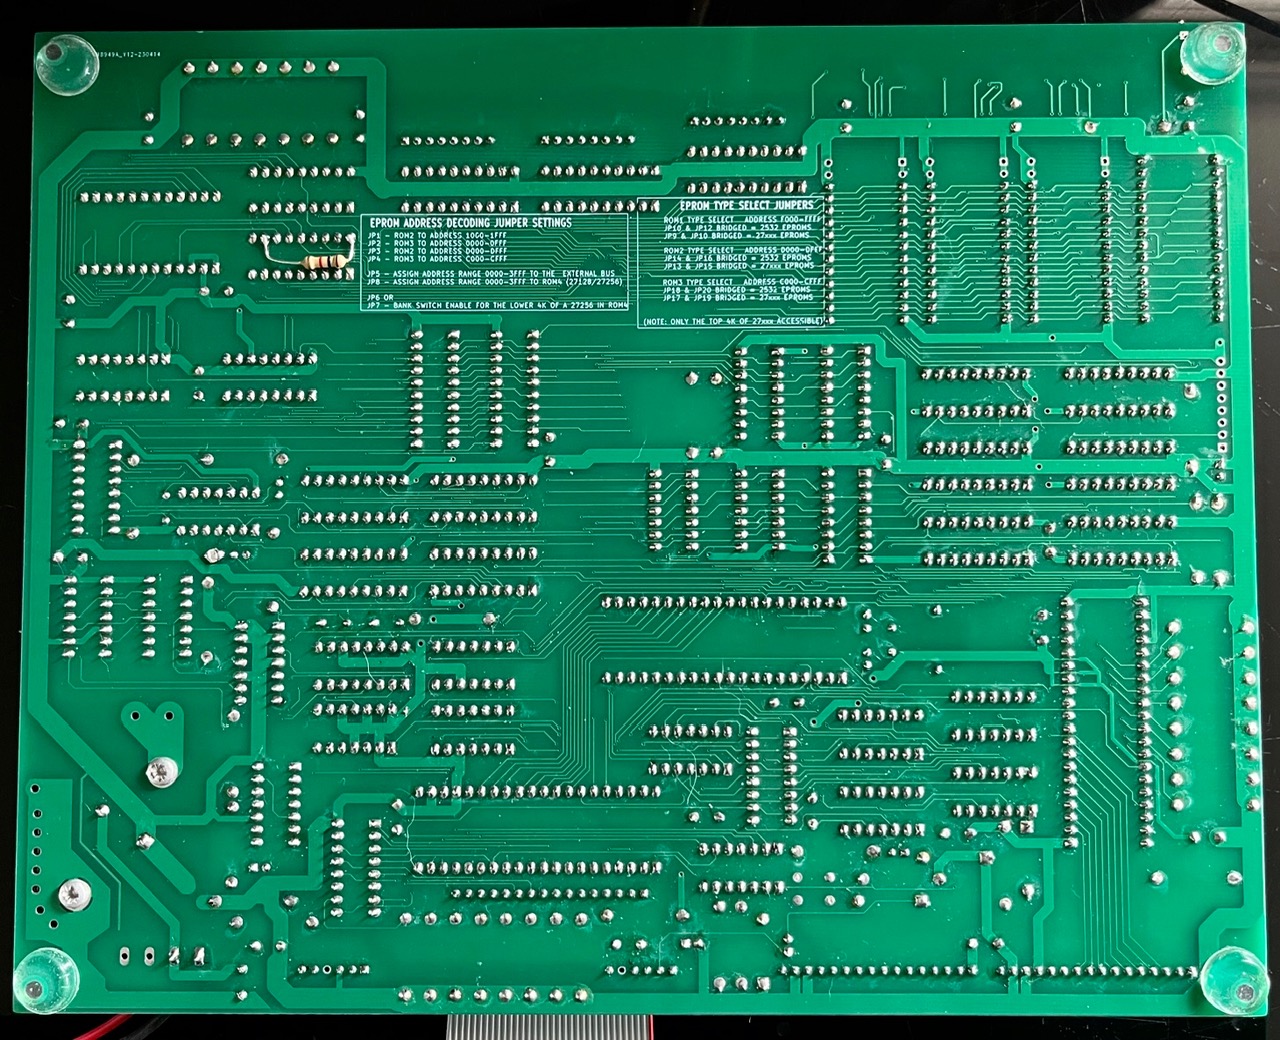 EPROM ADDRESS DECODING JUMPER SETTINGS
JP1 - ROM2 TO ADDRESS 1000-1FFF
JP2 - ROM3 TO ADDRESS 0000-0FFF
JP3 - ROM2 TO ADDRESS D000-DFFF
JP4 - ROM3 TO ADDRESS C000-CFFF
JP5 - ASSIGN ADDRESS RANGE 0000-3FFF TO THE EXTERNAL BUS
JP8 - ASSIGN ADDRESS RANGE 0000-3FFF TO ROM4 (27128/27256)
JP6 OR
JP7 - BANK SWITCH ENABLE FOR THE LOWER 4K OF A 27256 IN ROM4
EPROM TYPE SELECT JUMPERS
ROM1 TYPE SELECT ADDRESS F000-FFFF
JP10 & JP12 BRIDGED = 2532 EPROMS
JP9 & JP10 BRIDGED = 27xxx EPROMS
ROM2 TYPE SELECT ADDRESS D000-DFFF
JP14 & JP16 BRIDGED = 2532 EPROMS
JP13 & JP15 BRIDGED = 27xxx EPROMS
ROM3 TYPE SELECT ADDRESS C000-CFFF
JP18 & JP20 BRIDGED = 2532 EPROMS
JP17 & JP19 BRIDGED = 27xxx EPROMS
(NOTE: ONLY THE TOP 4K OF 27xxx ACCESSIBLE)